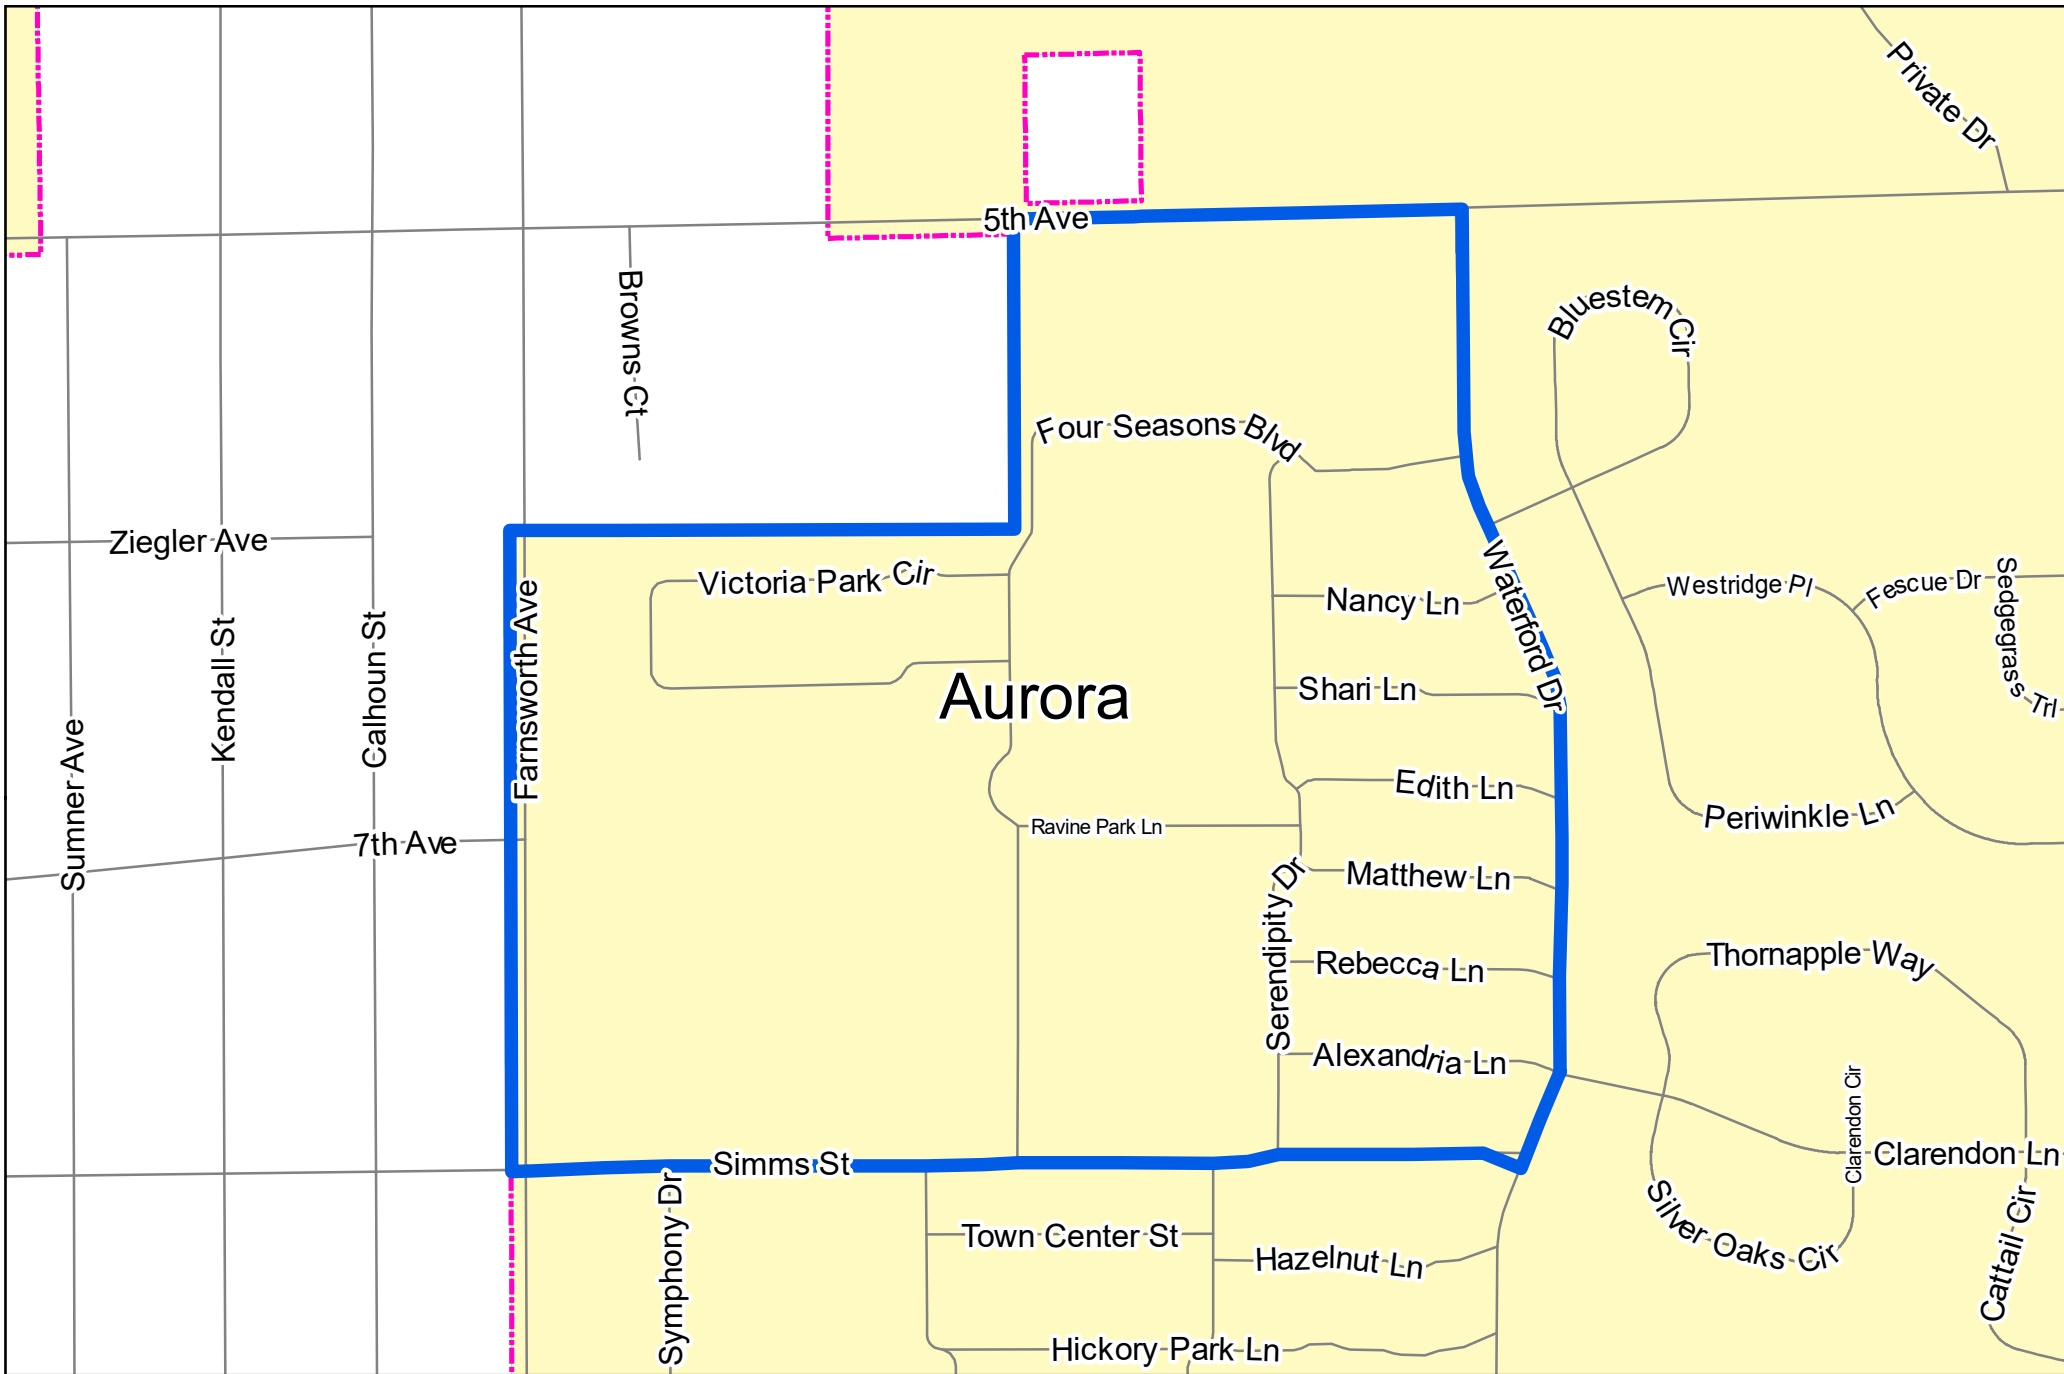 Private Dr
5th Ave
Browns Ct
Bluestem Cir
Four Seasons Blvd
Ziegler Ave
Victoria Park Cir
Farnsworth Ave
Kendall St
Calhoun St
Sumner Ave
7th Ave
Aurora
Nancy Ln
Waterford Dr
Shari Ln
Edith Ln
Ravine Park Ln
Matthew Ln
Serendipity Dr
Rebecca Ln
Alexandria Ln
Westridge Pl
Fescue Dr
Sedgegrass Trl
Periwinkle Ln
Thornapple Way
Clarendon Cir
Clarendon Ln
Silver Oaks Cir
Cattail Cir
Simms St
Symphony Dr
Town Center St
Hazelnut Ln
Hickory Park Ln